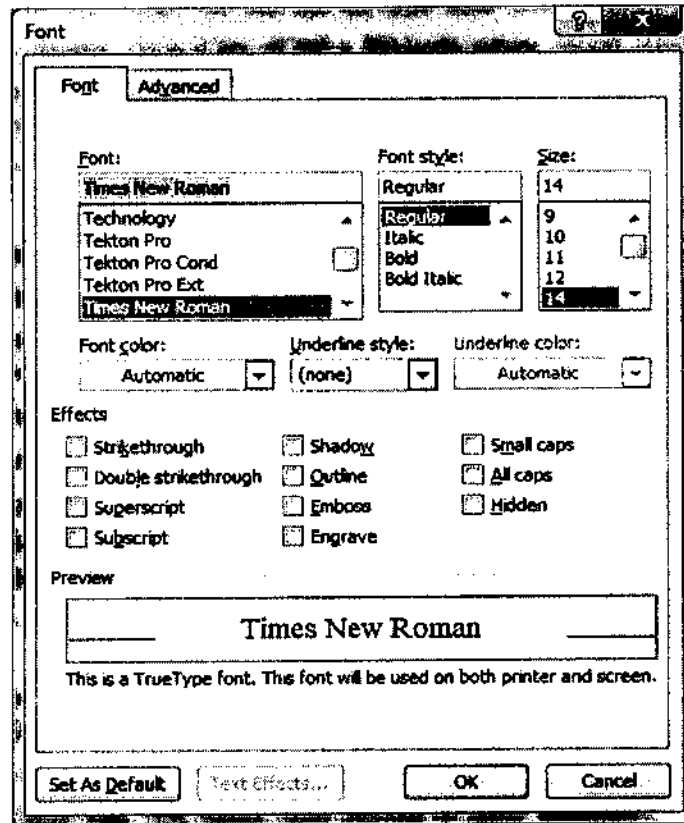 Font
Font Advanced
Font: Font style: Size:
Times New Roman Regular 14
Technology Regular 9
Tekton Pro Italic 10
Tekton Pro Cond Bold 11
Tekton Pro Ext Bold Italic 12
Times New Roman 14
Font color: Underline style: Underline color:
Automatic (none) Automatic
Effects
Strikethrough Shadow Small caps
Double strikethrough Outline All caps
Superscript Emboss Hidden
Subscript Engrave
Preview
Times New Roman
This is a TrueType font. This font will be used on both printer and screen.
Set As Default Text Effects... OK Cancel